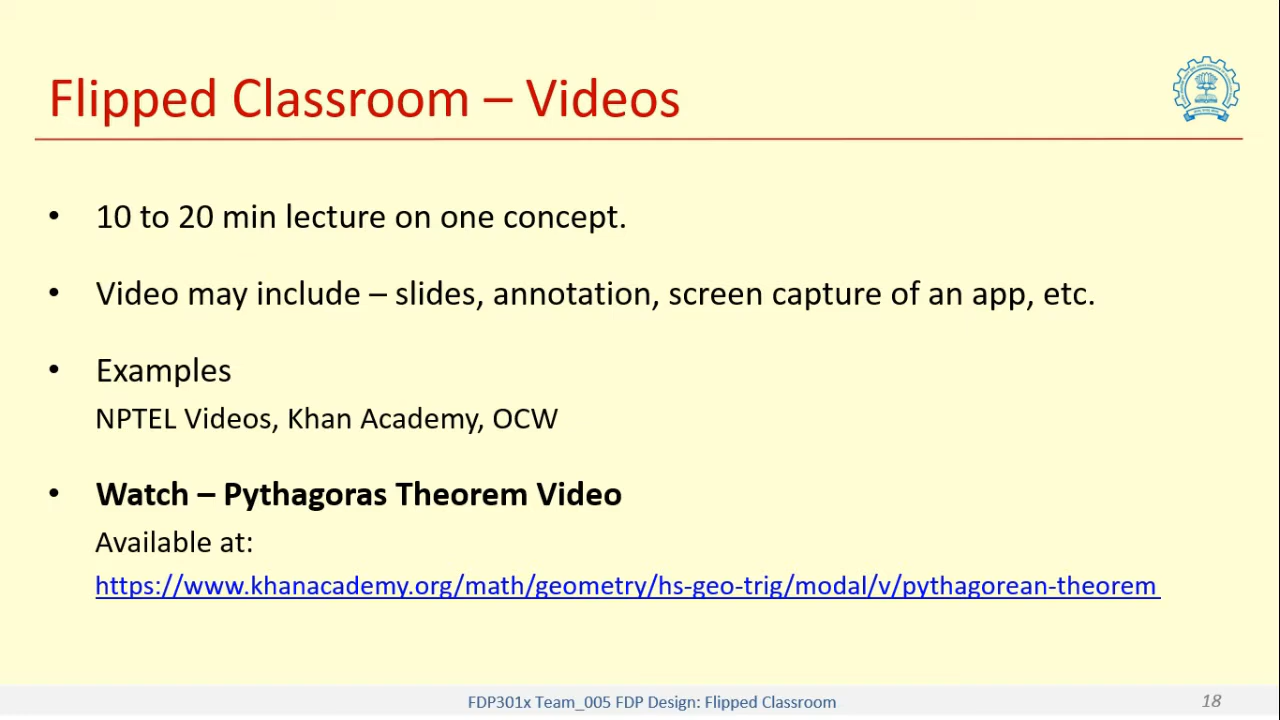 Flipped Classroom – Videos
• 10 to 20 min lecture on one concept.
• Video may include – slides, annotation, screen capture of an app, etc.
• Examples
NPTEL Videos, Khan Academy, OCW
• Watch – Pythagoras Theorem Video
Available at:
https://www.khanacademy.org/math/geometry/hs-geo-trig/modal/v/pythagorean-theorem
FDP301x Team_005 FDP Design: Flipped Classroom
18